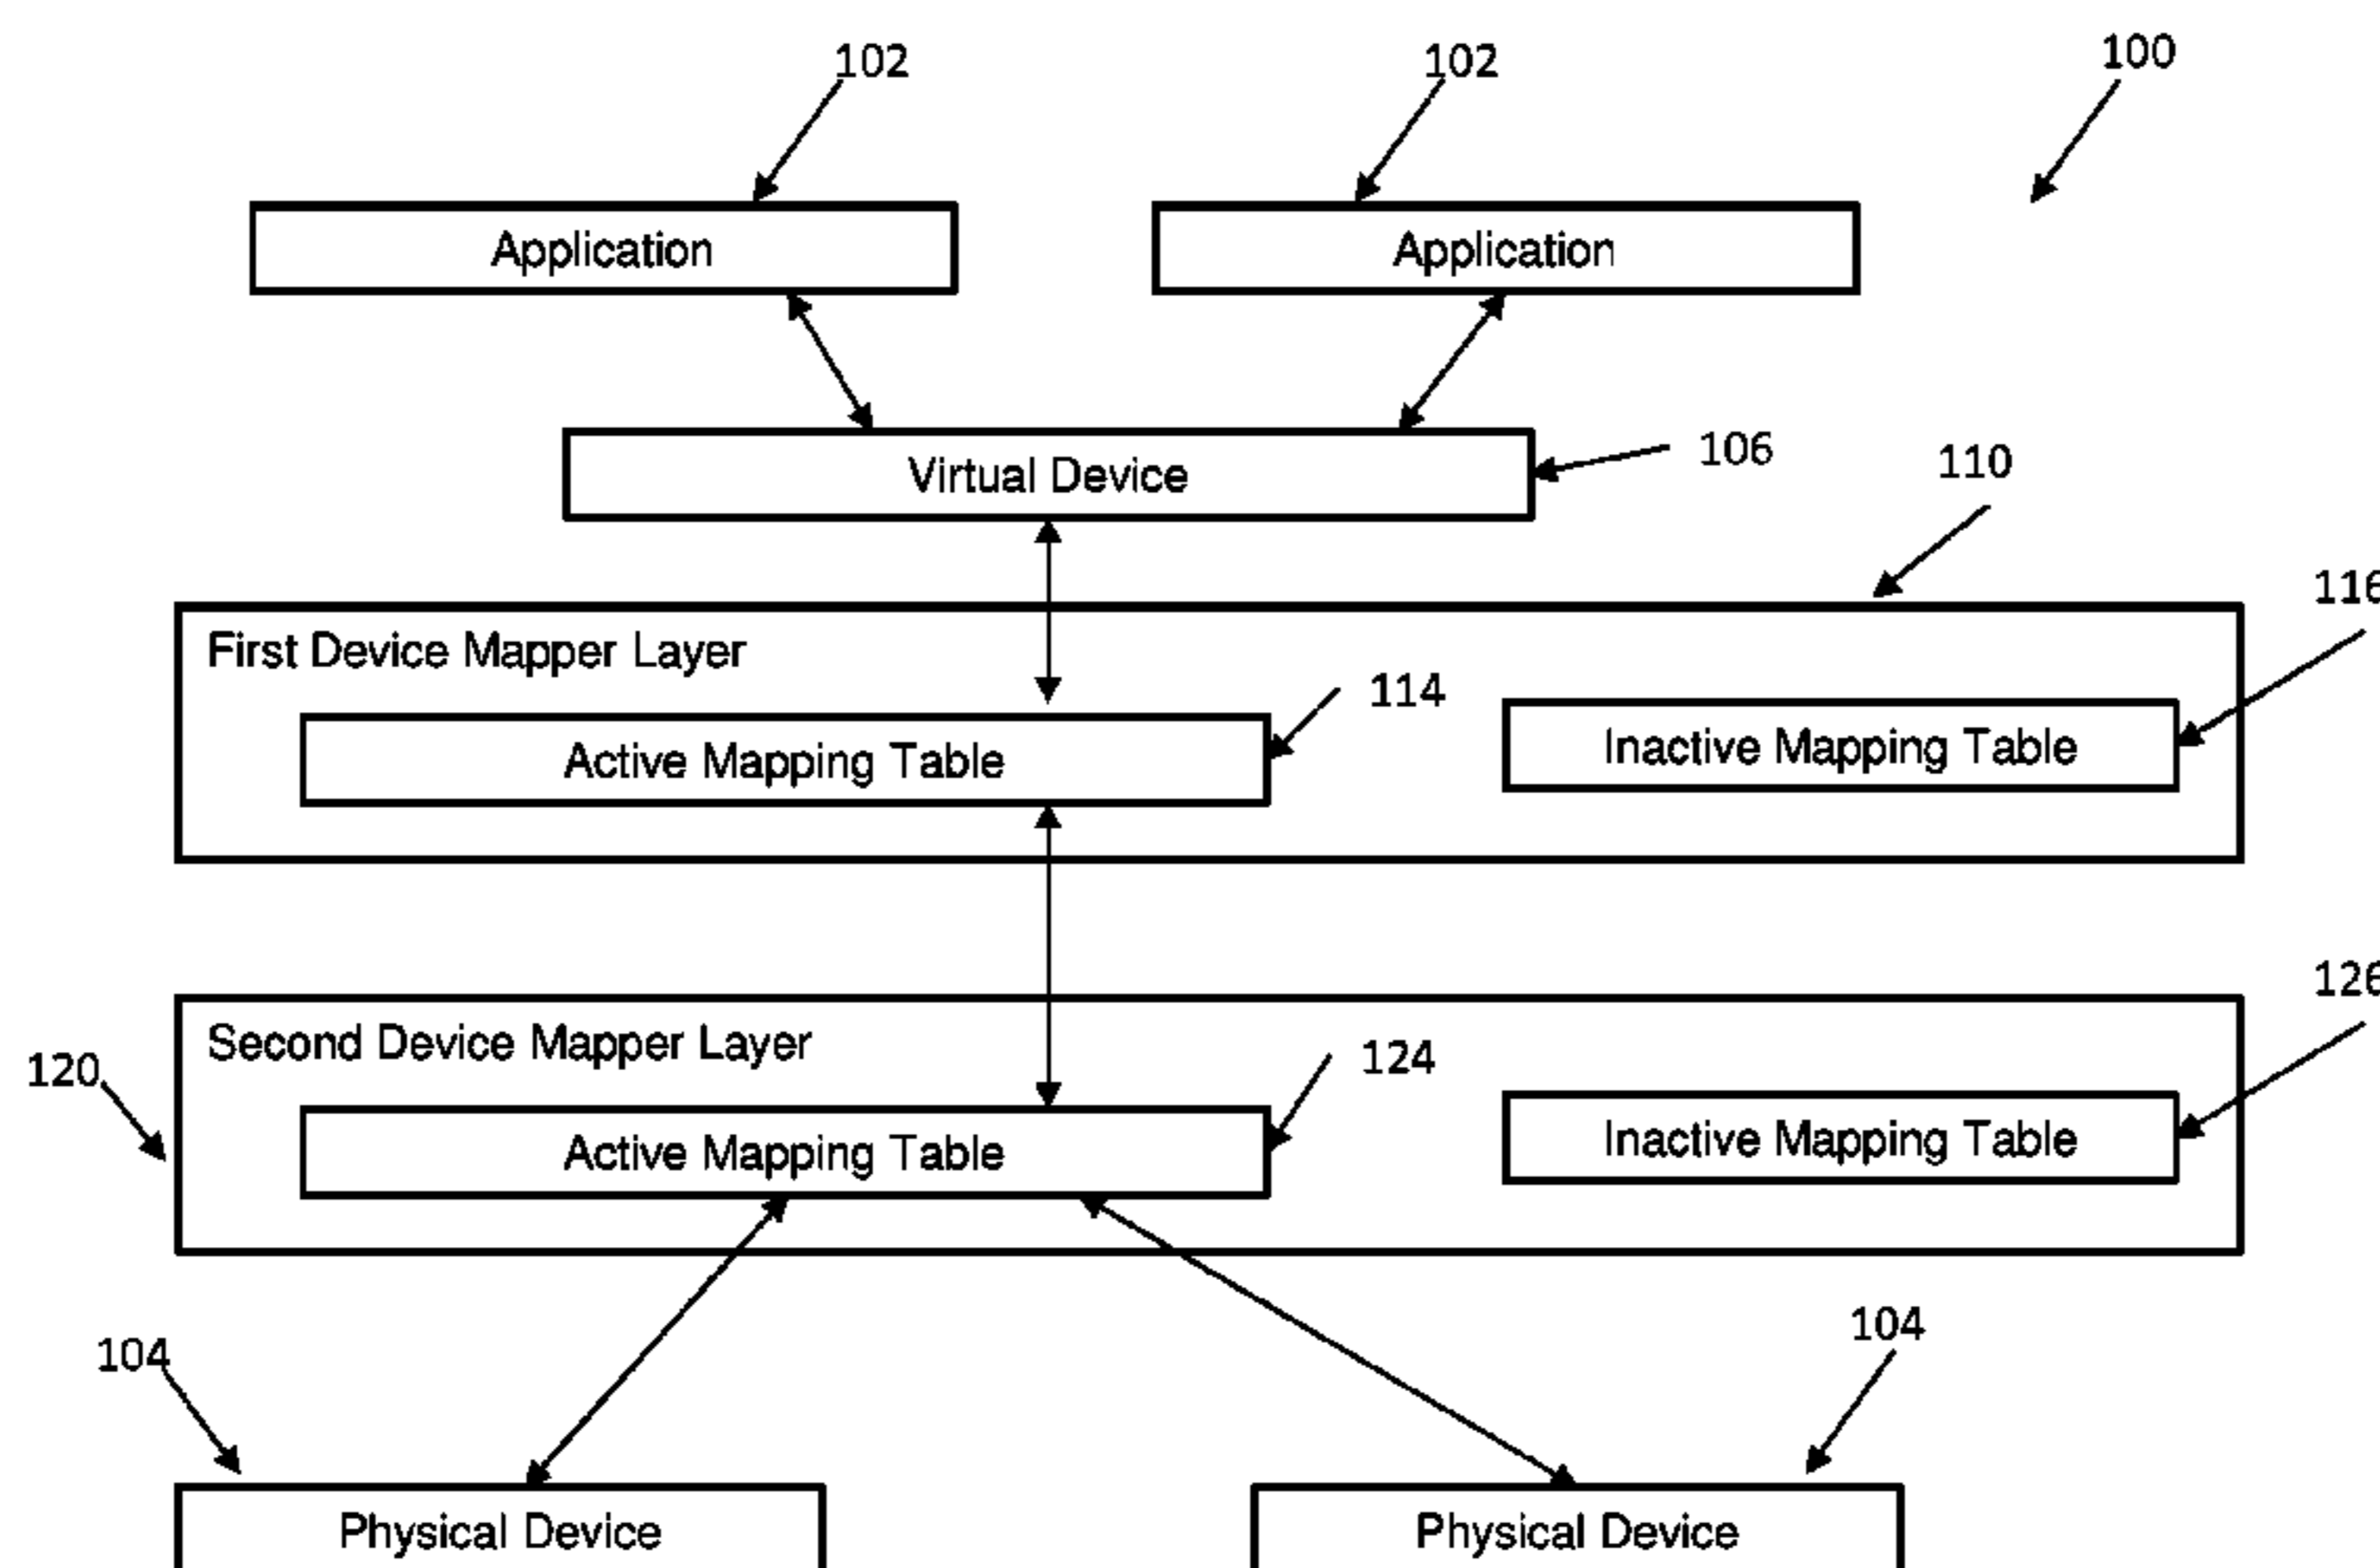 102
102
100
Application
Application
Virtual Device
106
110
116
First Device Mapper Layer
114
Active Mapping Table
Inactive Mapping Table
126
Second Device Mapper Layer
120
124
Active Mapping Table
Inactive Mapping Table
104
104
Physical Device
Physical Device